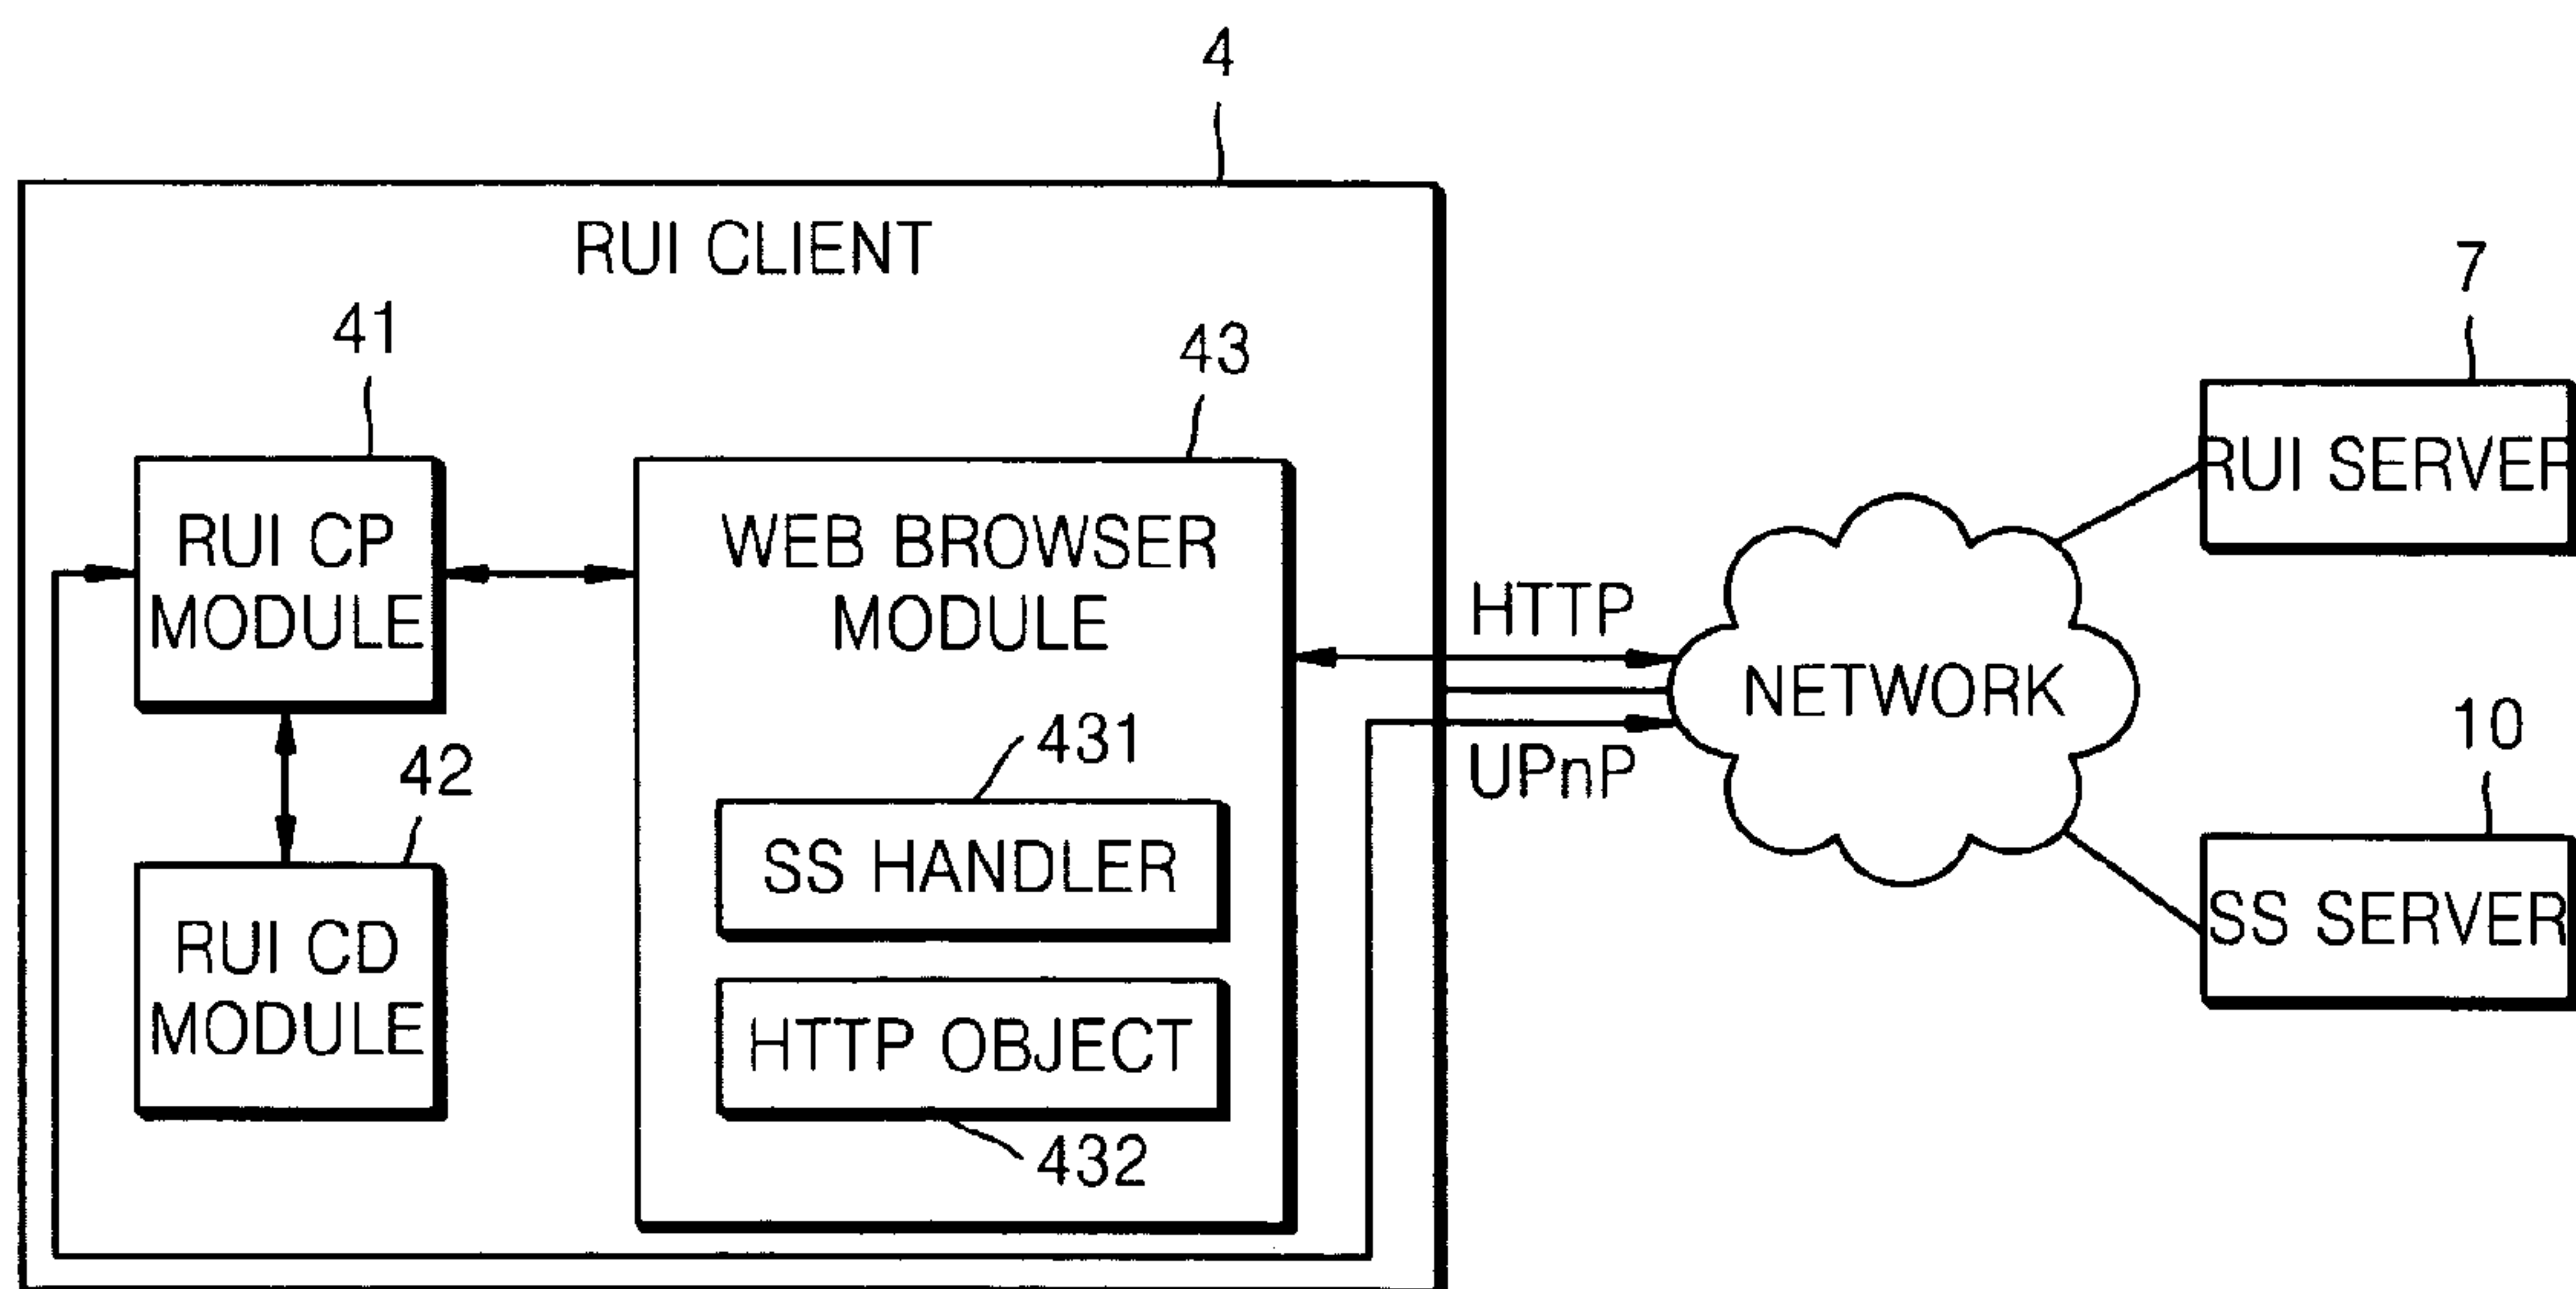 4
RUI CLIENT
7
41
43
RUI SERVER
RUI CP
MODULE
WEB BROWSER
MODULE
HTTP
NETWORK
UPnP
10
431
42
SS HANDLER
SS SERVER
RUI CD
MODULE
HTTP OBJECT
432